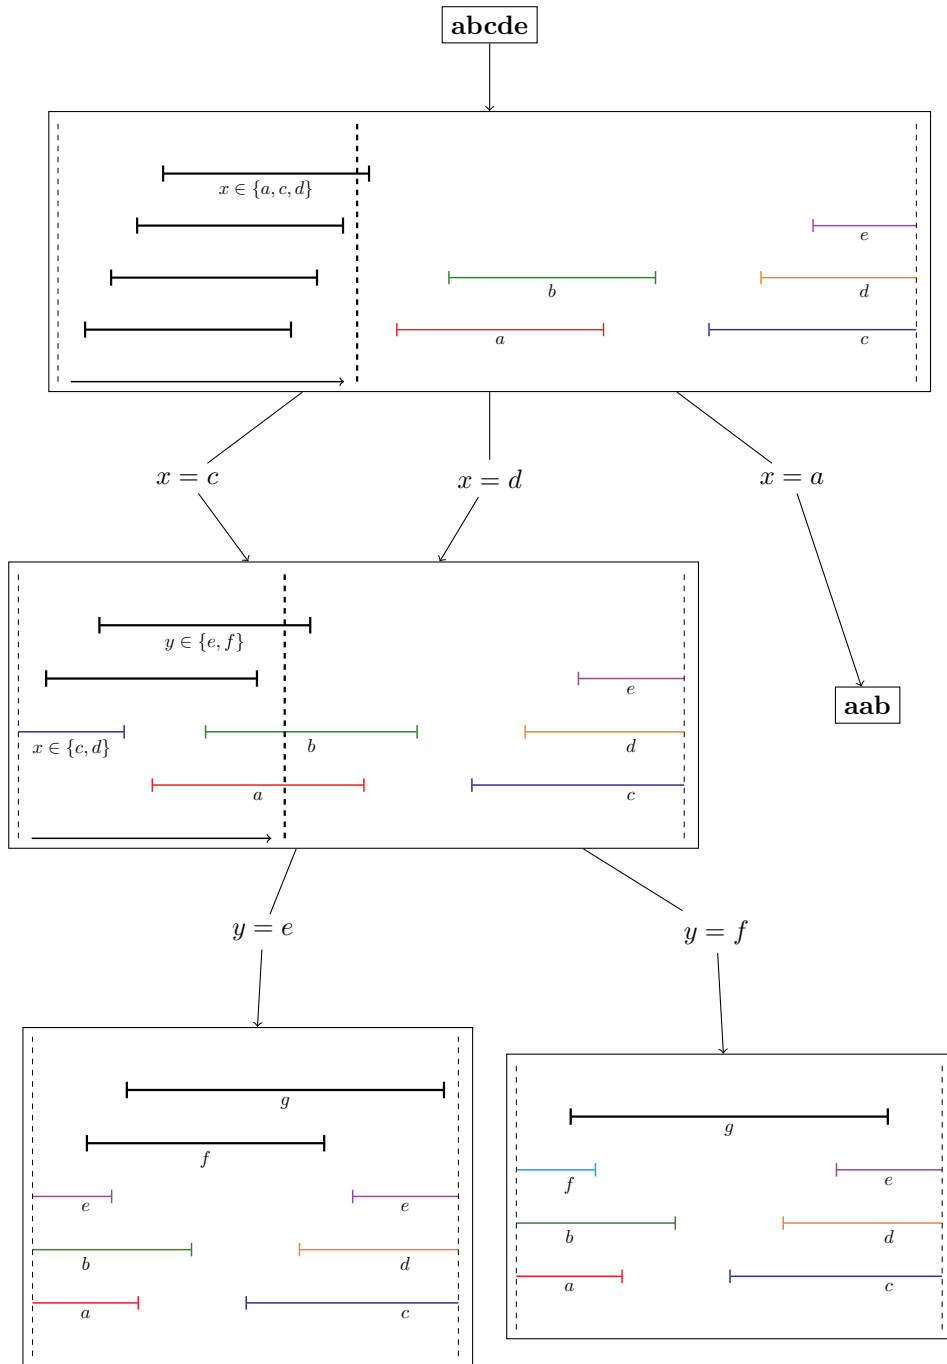 abcde
x ∈ {a, c, d}
e
b d
a c
x = c x = d x = a
y ∈ {e, f}
e
x ∈ {c, d} b d
a c
aab
y = e y = f
g
g
f
f e
e e
b d
b d
a c
a c